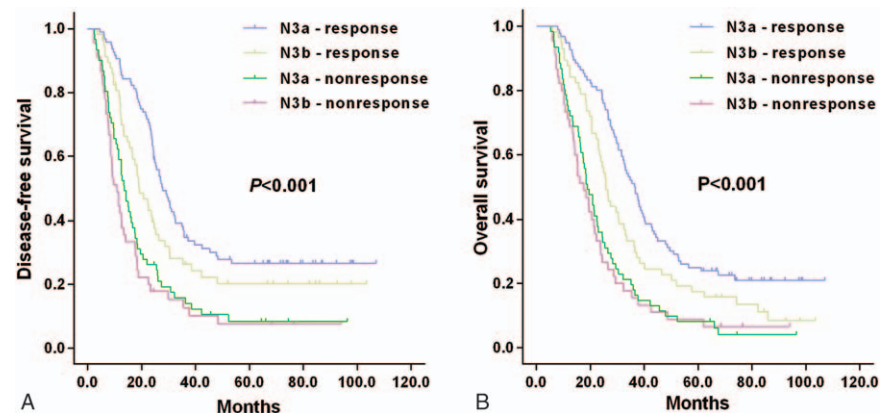 N3a - response
N3b - response
N3a - nonresponse
N3b - nonresponse
P<0.001
Disease-free survival
1.0
0.8
0.6
0.4
0.2
0.0
0.0 20.0 40.0 60.0 80.0 100.0 120.0
Months
A
N3a - response
N3b - response
N3a - nonresponse
N3b - nonresponse
P<0.001
Overall survival
1.0
0.8
0.6
0.4
0.2
0.0
0.0 20.0 40.0 60.0 80.0 100.0 120.0
Months
B